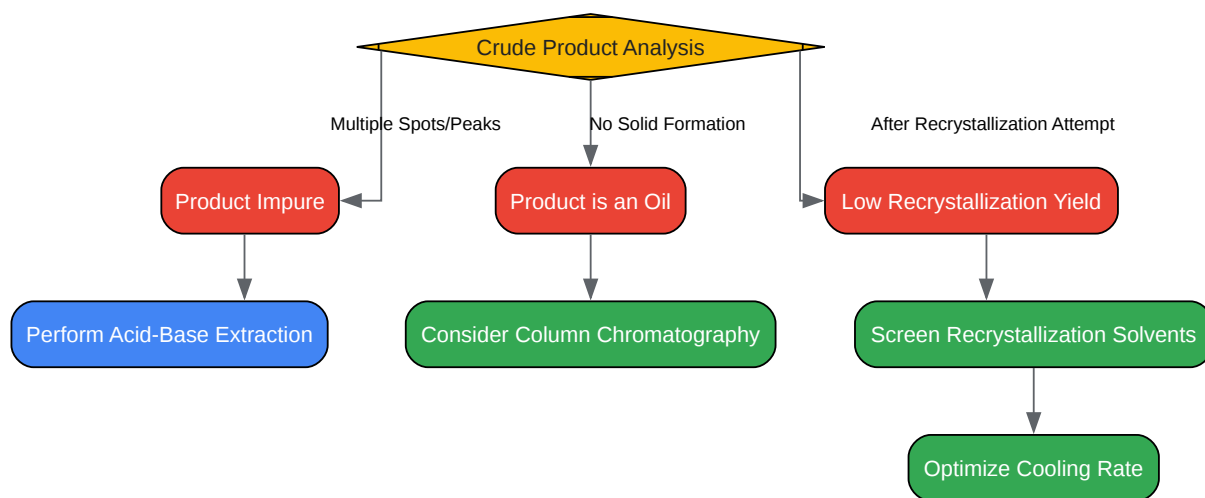 Crude Product Analysis
Multiple Spots/Peaks
No Solid Formation
After Recrystallization Attempt
Product Impure
Product is an Oil
Low Recrystallization Yield
Perform Acid-Base Extraction
Consider Column Chromatography
Screen Recrystallization Solvents
Optimize Cooling Rate